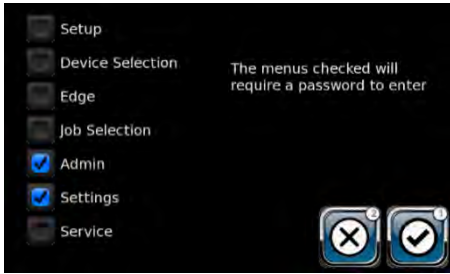 Setup
Device Selection
The menus checked will
require a password to enter
Edge
Job Selection
Admin
Settings
Service
2
1